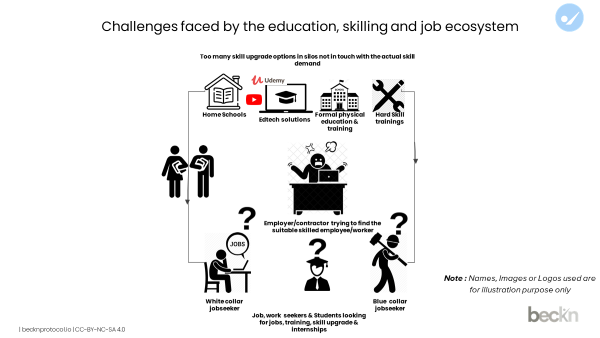 Challenges faced by the education, skilling and job ecosystem
Too many skill upgrade options in silos not in touch with the actual skill
demand
Udemy
Home Schools
Edtech solutions
Formal physical
education &
training
Hard Skill
trainings
Employer/contractor trying to find the
suitable skilled employee/worker
?
JOBS
?
?
White collar
jobseeker
Blue collar
jobseeker
Job, work seekers & Students looking
for jobs, training, skill upgrade &
internships
Note : Names, Images or Logos used are
for illustration purpose only
beckn
| becknprotocol.io | CC-BY-NC-SA 4.0